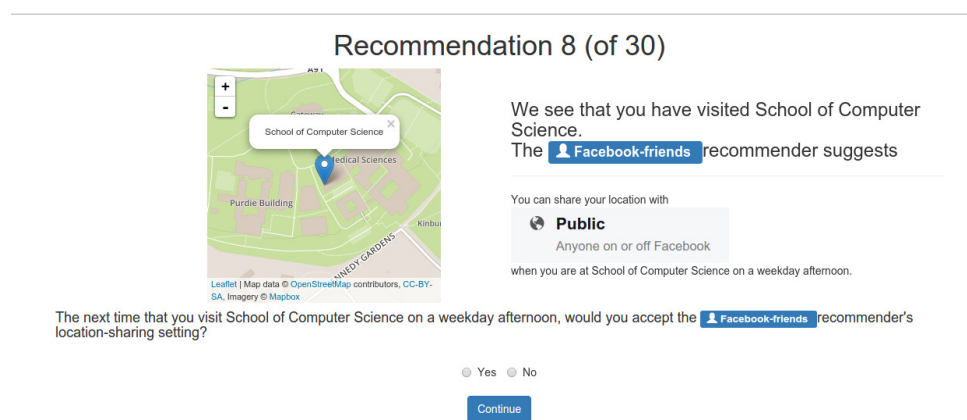 Recommendation 8 (of 30)
+
-
A91
Gateway
School of Computer Science ×
Medical Sciences
Purdie Building
Kinbu
NNEDY GARDENS
Leaflet | Map data © OpenStreetMap contributors, CC-BY-
SA, Imagery © Mapbox
We see that you have visited School of Computer
Science.
The Facebook-friends recommender suggests
You can share your location with
Public
Anyone on or off Facebook
when you are at School of Computer Science on a weekday afternoon.
The next time that you visit School of Computer Science on a weekday afternoon, would you accept the Facebook-friends recommender's
location-sharing setting?
Yes No
Continue